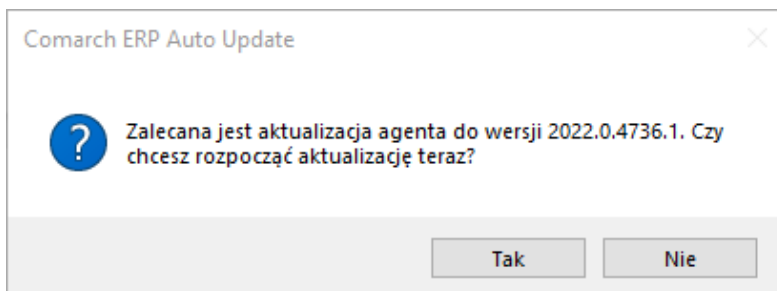 Comarch ERP Auto Update
Zalecana jest aktualizacja agenta do wersji 2022.0.4736.1. Czy
chcesz rozpocząć aktualizację teraz?
Tak
Nie